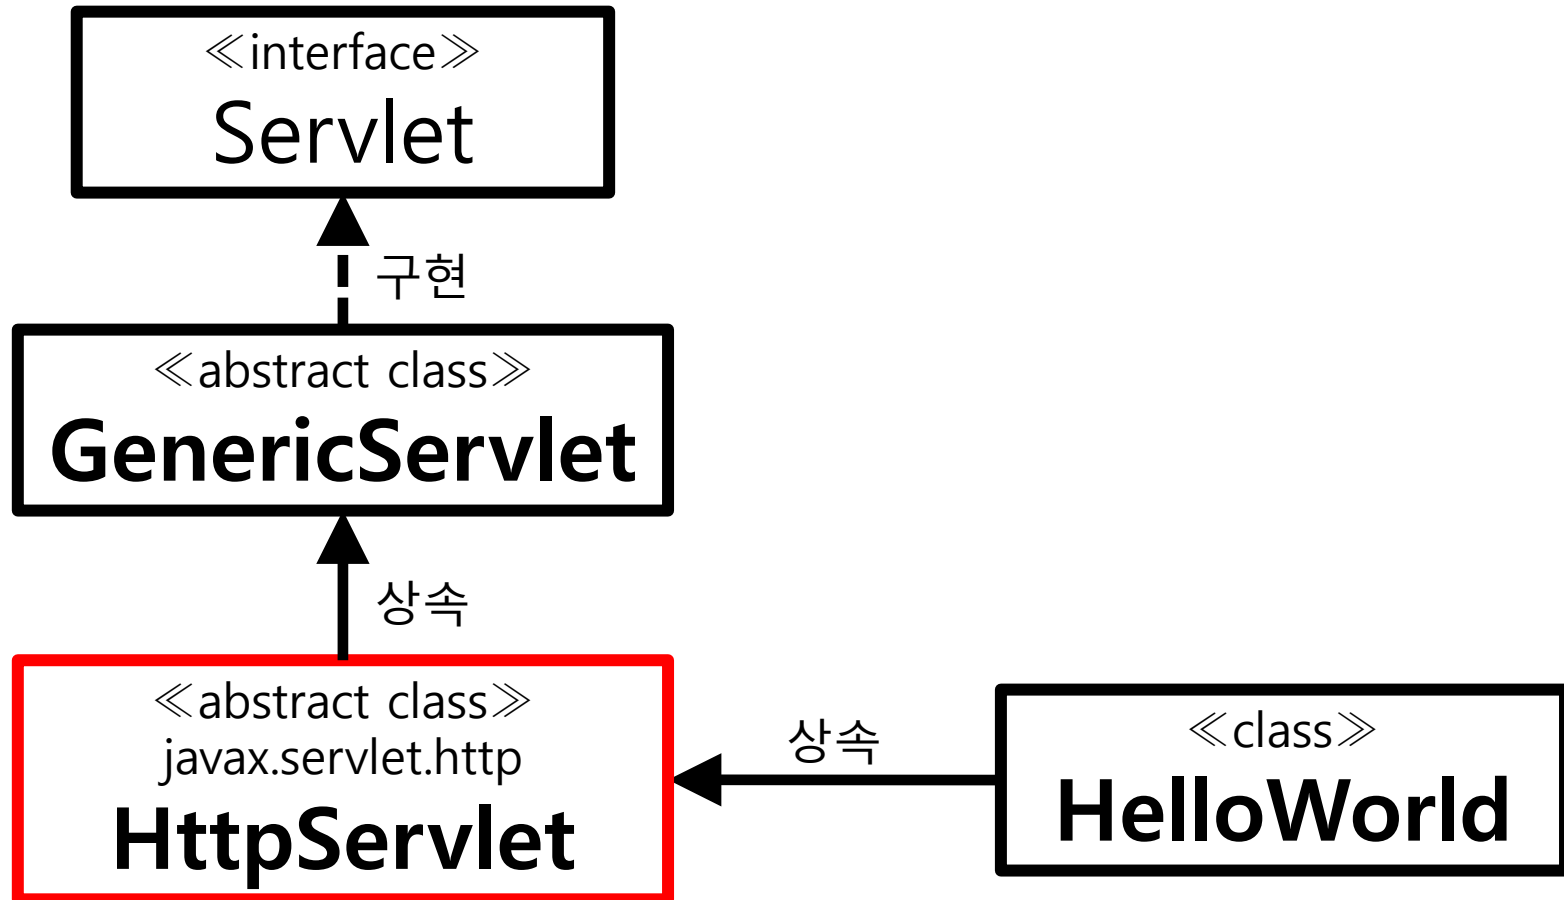 ≪interface≫
Servlet
구현
≪abstract class≫
GenericServlet
상속
≪abstract class≫
javax.servlet.http
HttpServlet
상속
≪class≫
HelloWorld